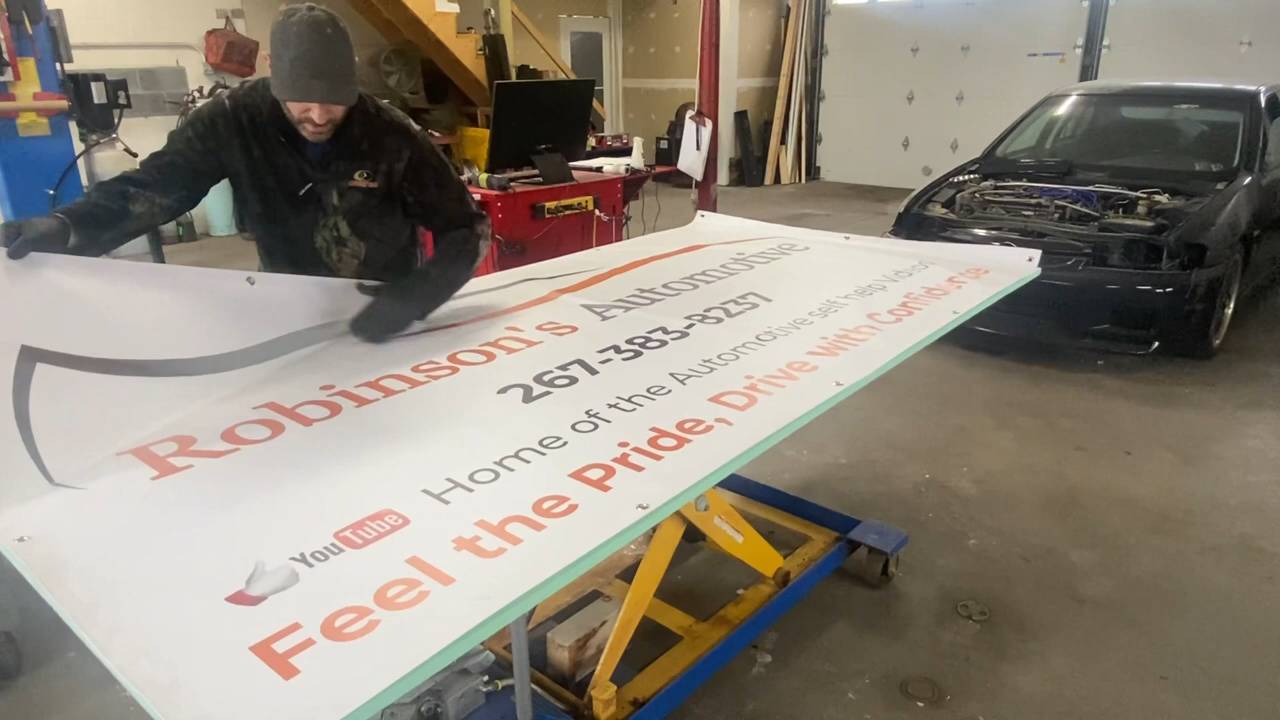 Robinson's Automotive
267-383-8237
YouTube Home of the Automotive self help Videos
Feel the Pride, Drive with Confidence